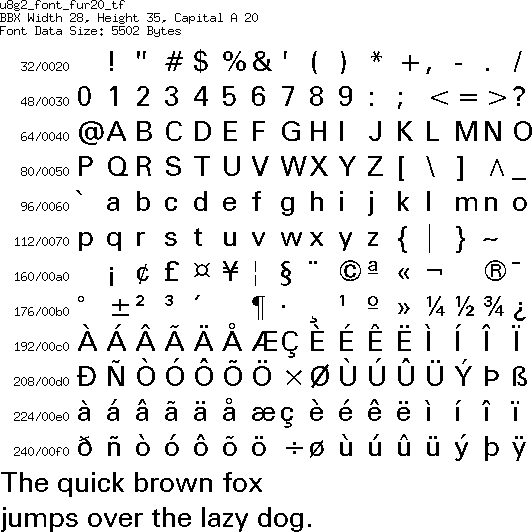 u8g2_font_fur20_tf
BBX Width 28, Height 35, Capital A 20
Font Data Size: 5502 Bytes
32/0020 ! " # $ % & ' ( ) * + , - . /
48/0030 0 1 2 3 4 5 6 7 8 9 : ; < = > ?
64/0040 @ A B C D E F G H I J K L M N O
80/0050 P Q R S T U V W X Y Z [ \ ] ^ _
96/0060 ` a b c d e f g h i j k l m n o
112/0070 p q r s t u v w x y z { | } ~
160/00a0 ¡ ¢ £ ¤ ¥ ¦ § ¨ © ª « ¬ ® ¯
176/00b0 ° ± ² ³ ´ ¶ · ¸ ¹ º » ¼ ½ ¾ ¿
192/00c0 À Á Â Ã Ä Å Æ Ç È É Ê Ë Ì Í Î Ï
208/00d0 Ð Ñ Ò Ó Ô Õ Ö × Ø Ù Ú Û Ü Ý Þ ß
224/00e0 à á â ã ä å æ ç è é ê ë ì í î ï
240/00f0 ð ñ ò ó ô õ ö ÷ ø ù ú û ü ý þ ÿ
The quick brown fox
jumps over the lazy dog.